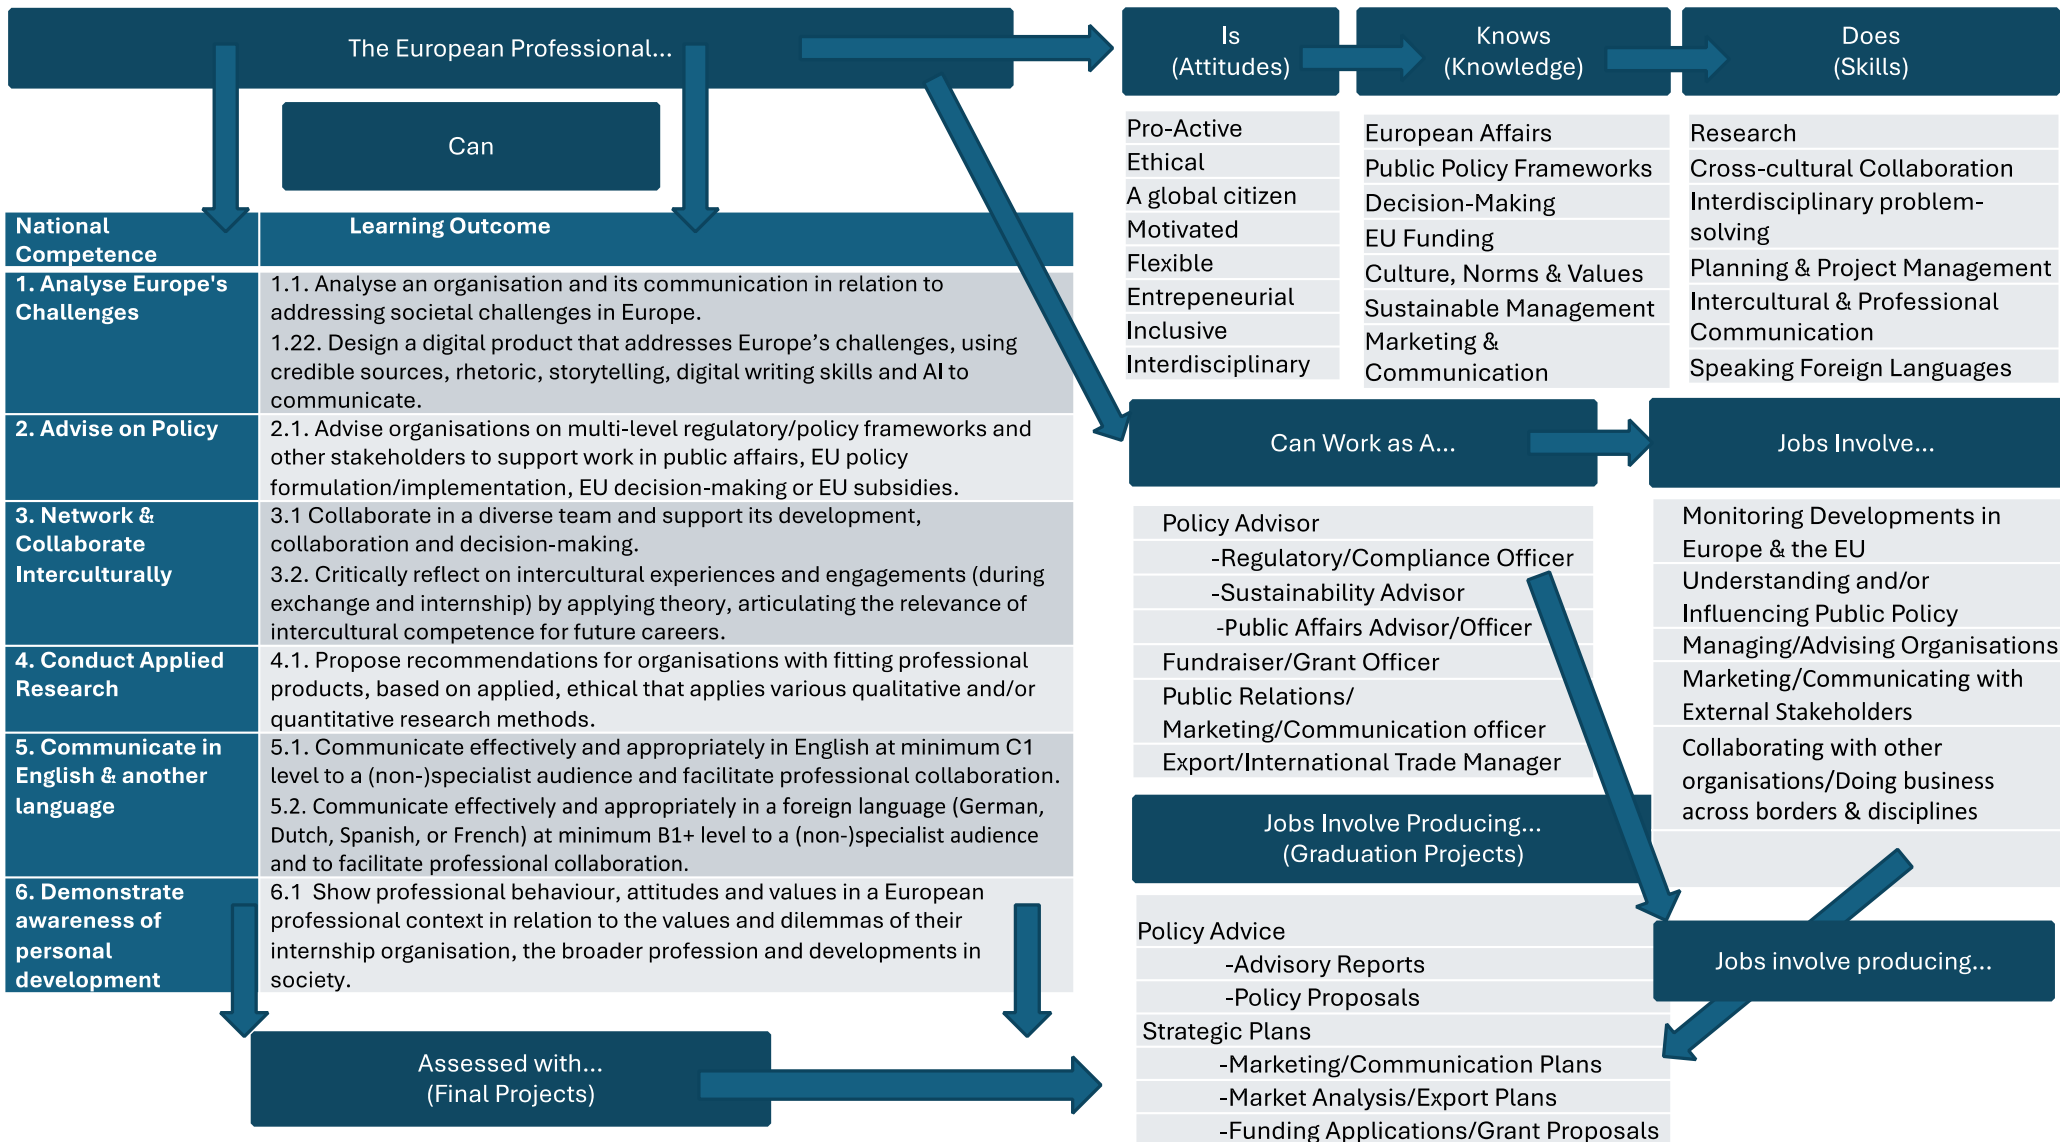 The European Professional...
Can
National
Competence
Learning Outcome
1. Analyse Europe's
Challenges
1.1. Analyse an organisation and its communication in relation to
addressing societal challenges in Europe.
1.22. Design a digital product that addresses Europe’s challenges, using
credible sources, rhetoric, storytelling, digital writing skills and AI to
communicate.
2. Advise on Policy
2.1. Advise organisations on multi-level regulatory/policy frameworks and
other stakeholders to support work in public affairs, EU policy
formulation/implementation, EU decision-making or EU subsidies.
3. Network &
Collaborate
Interculturally
3.1 Collaborate in a diverse team and support its development,
collaboration and decision-making.
3.2. Critically reflect on intercultural experiences and engagements (during
exchange and internship) by applying theory, articulating the relevance of
intercultural competence for future careers.
4. Conduct Applied
Research
4.1. Propose recommendations for organisations with fitting professional
products, based on applied, ethical that applies various qualitative and/or
quantitative research methods.
5. Communicate in
English & another
language
5.1. Communicate effectively and appropriately in English at minimum C1
level to a (non-)specialist audience and facilitate professional collaboration.
5.2. Communicate effectively and appropriately in a foreign language (German,
Dutch, Spanish, or French) at minimum B1+ level to a (non-)specialist audience
and to facilitate professional collaboration.
6. Demonstrate
awareness of
personal
development
6.1 Show professional behaviour, attitudes and values in a European
professional context in relation to the values and dilemmas of their
internship organisation, the broader profession and developments in
society.
Assessed with...
(Final Projects)
Is
(Attitudes)
Pro-Active
Ethical
A global citizen
Motivated
Flexible
Entrepeneurial
Inclusive
Interdisciplinary
Knows
(Knowledge)
European Affairs
Public Policy Frameworks
Decision-Making
EU Funding
Culture, Norms & Values
Sustainable Management
Marketing &
Communication
Does
(Skills)
Research
Cross-cultural Collaboration
Interdisciplinary problem-
solving
Planning & Project Management
Intercultural & Professional
Communication
Speaking Foreign Languages
Can Work as A...
Policy Advisor
-Regulatory/Compliance Officer
-Sustainability Advisor
-Public Affairs Advisor/Officer
Fundraiser/Grant Officer
Public Relations/
Marketing/Communication officer
Export/International Trade Manager
Jobs Involve...
Monitoring Developments in
Europe & the EU
Understanding and/or
Influencing Public Policy
Managing/Advising Organisations
Marketing/Communicating with
External Stakeholders
Collaborating with other
organisations/Doing business
across borders & disciplines
Jobs Involve Producing...
(Graduation Projects)
Policy Advice
-Advisory Reports
-Policy Proposals
Strategic Plans
-Marketing/Communication Plans
-Market Analysis/Export Plans
-Funding Applications/Grant Proposals
Jobs involve producing...